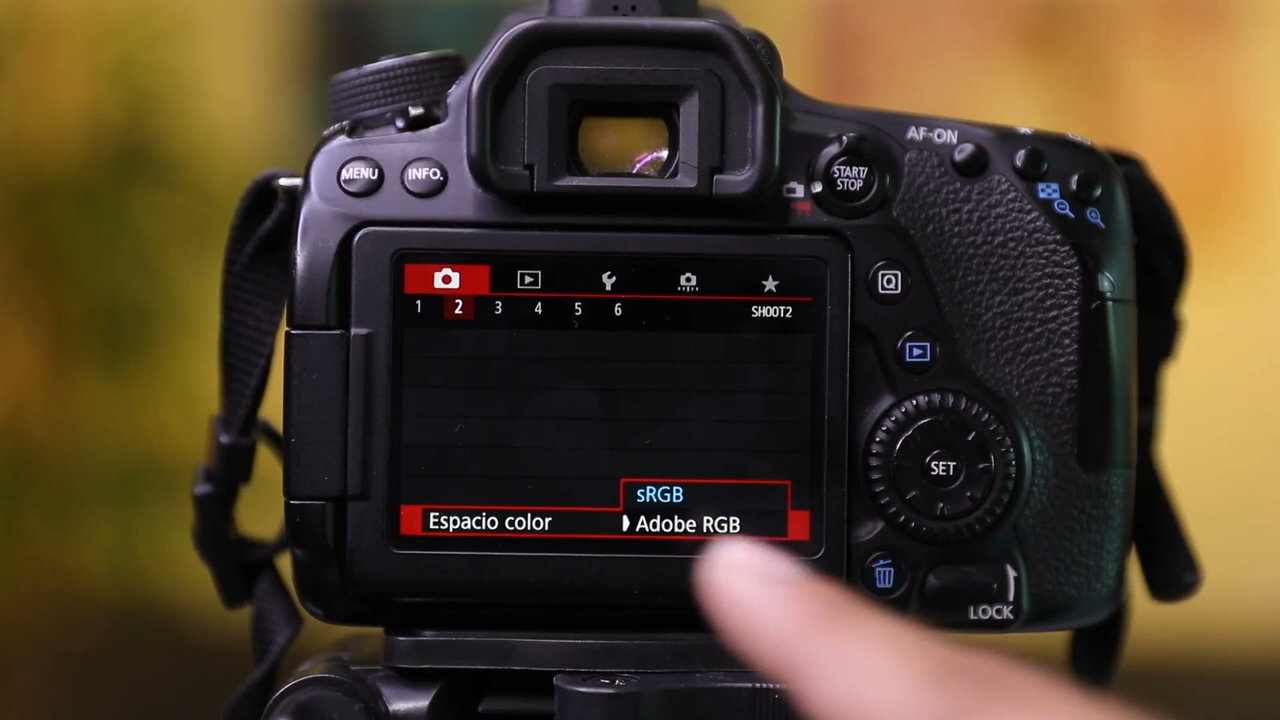 AF-ON
MENU
INFO.
START/
STOP
Q
1 2 3 4 5 6
SHOOT2
sRGB
Espacio color
Adobe RGB
SET
LOCK